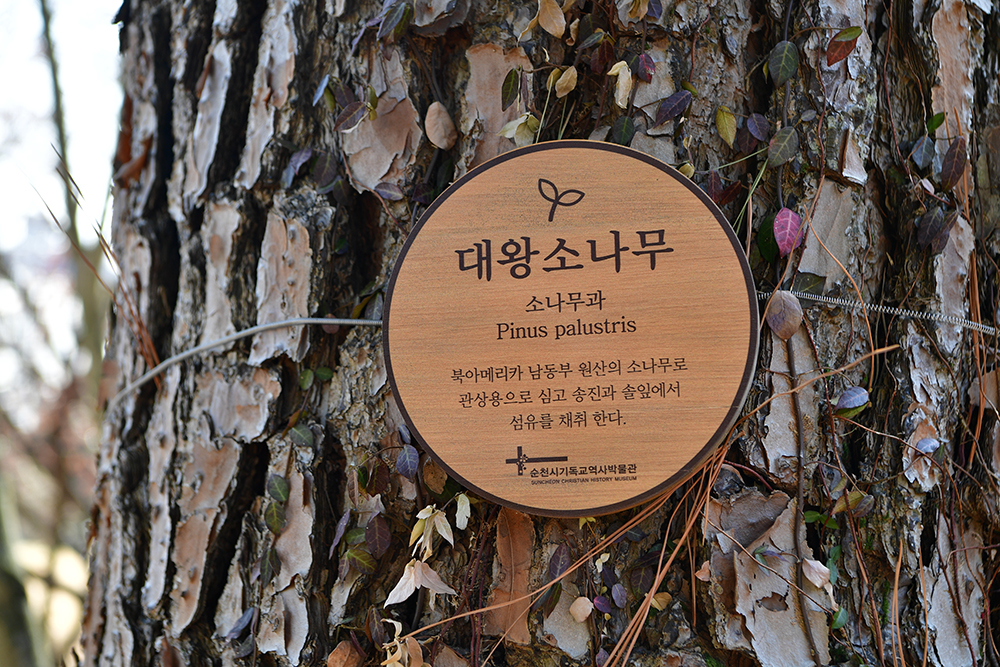 대왕소나무
소나무과
Pinus palustris
북아메리카 남동부 원산의 소나무로
관상용으로 심고 송진과 솔잎에서
섬유를 채취 한다.
순천시기독교역사박물관
SUNCHEON CHRISTIAN HISTORY MUSEUM